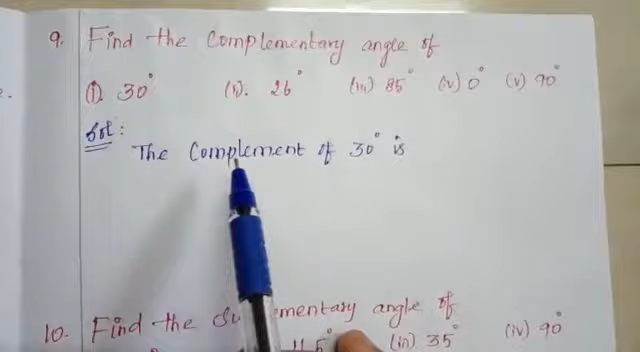 9. Find the Complementary angle of
(i). 30° (ii). 26° (iii) 85° (iv) 0° (v) 90°
Sol:
The Complement of 30° is
10. Find the angle of
(iii) 35° (iv) 90°